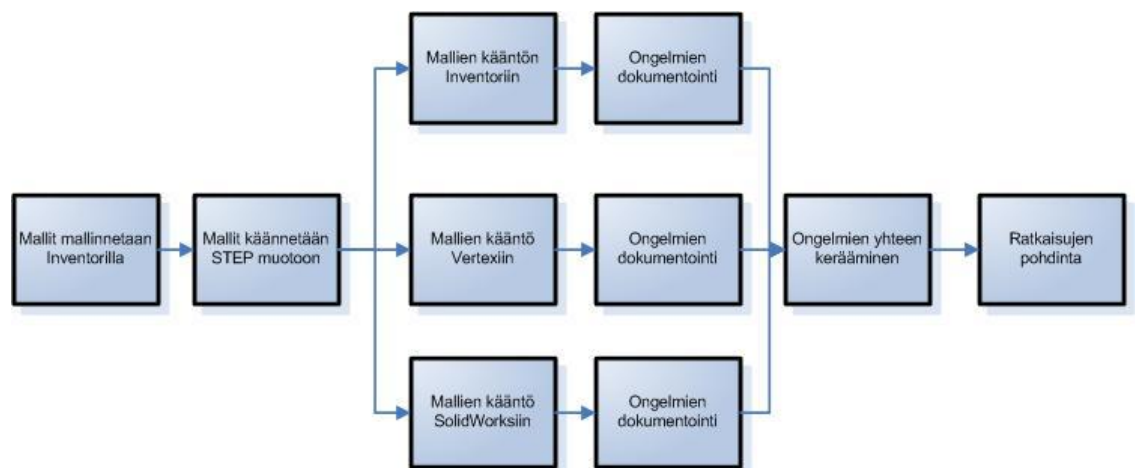 Mallit mallinnetaan
Inventorilla
Mallit käännetään
STEP muotoon
Mallien kääntön
Inventoriin
Ongelmien
dokumentointi
Mallien kääntö
Vertexiin
Ongelmien
dokumentointi
Mallien kääntö
SolidWorksiin
Ongelmien
dokumentointi
Ongelmien yhteen
kerääminen
Ratkaisujen
pohdinta